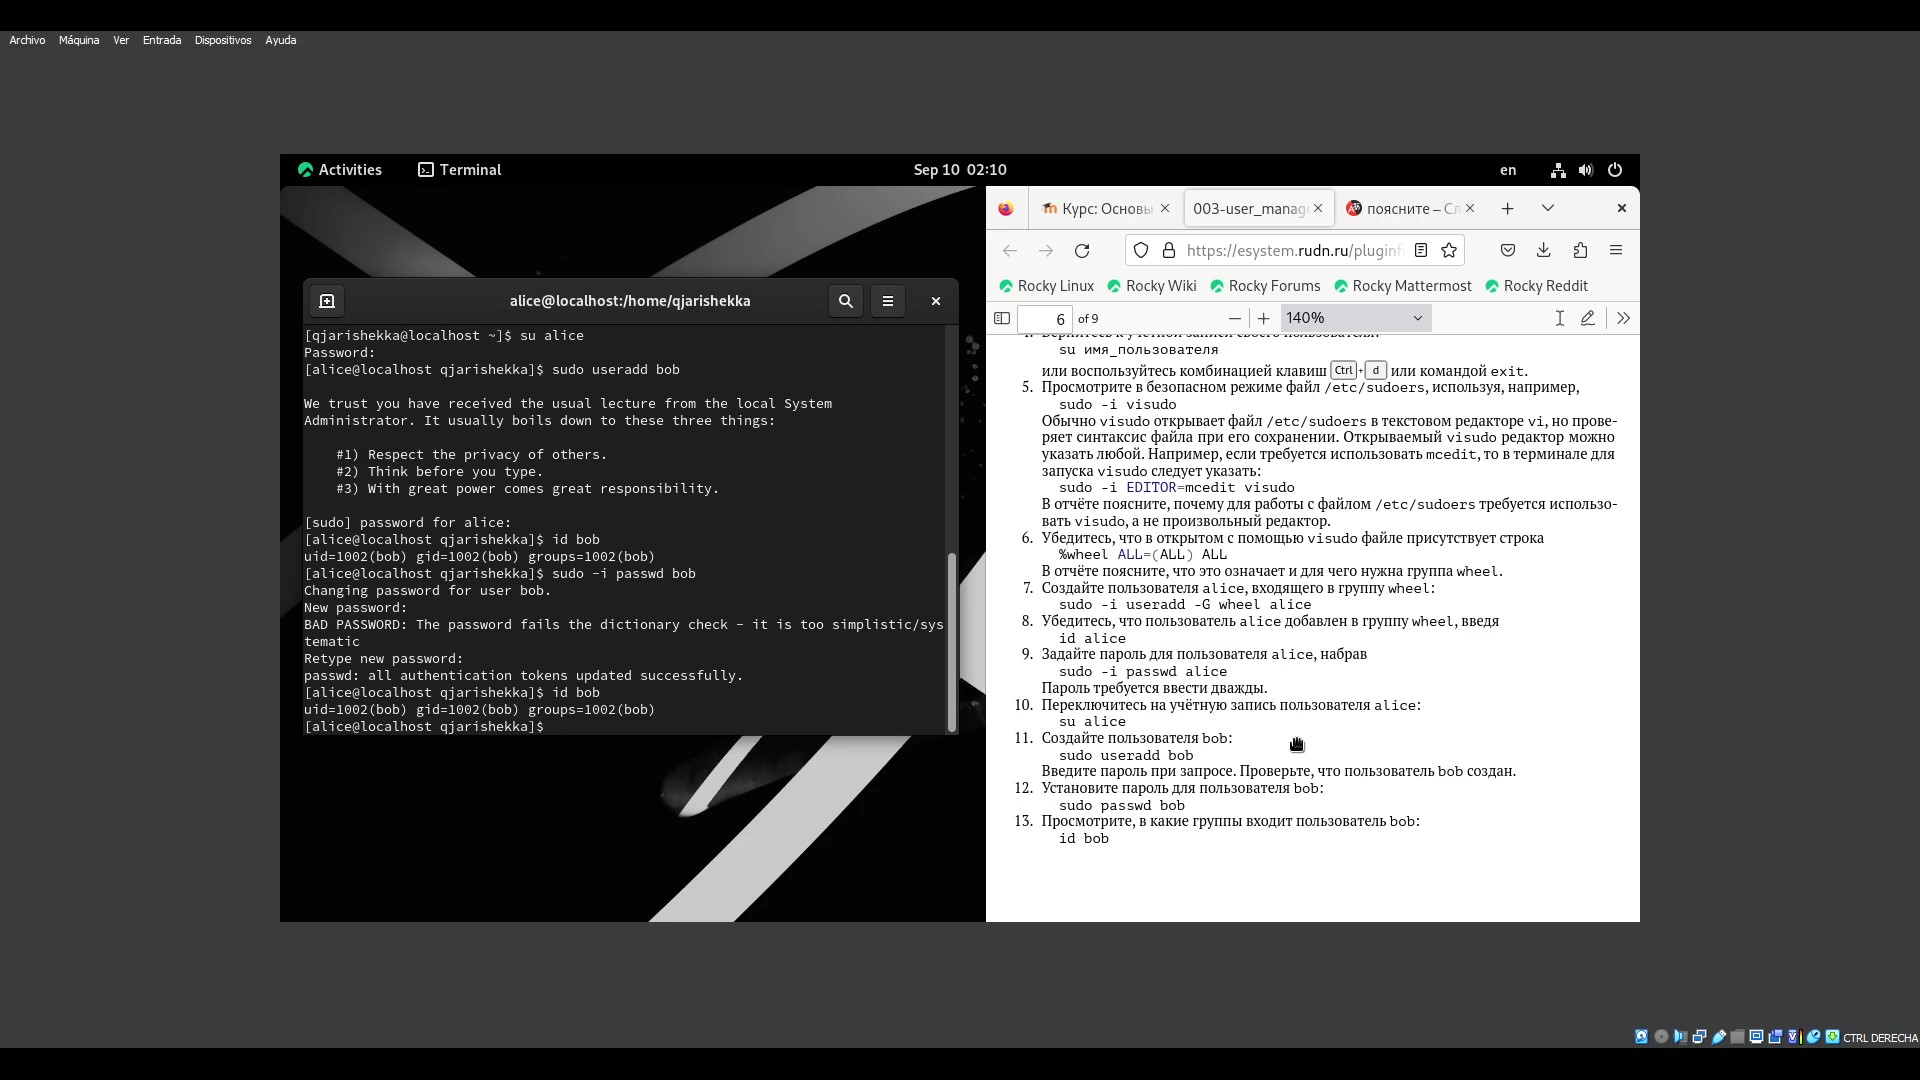 Archivo Máquina Ver Entrada Dispositivos Ayuda
Activities Terminal Sep 10 02:10 en
alice@localhost:/home/qjarishekka
[qjarishekka@localhost ~]$ su alice
Password:
[alice@localhost qjarishekka]$ sudo useradd bob
We trust you have received the usual lecture from the local System
Administrator. It usually boils down to these three things:
#1) Respect the privacy of others.
#2) Think before you type.
#3) With great power comes great responsibility.
[sudo] password for alice:
[alice@localhost qjarishekka]$ id bob
uid=1002(bob) gid=1002(bob) groups=1002(bob)
[alice@localhost qjarishekka]$ sudo -i passwd bob
Changing password for user bob.
New password:
BAD PASSWORD: The password fails the dictionary check - it is too simplistic/sys
tematic
Retype new password:
passwd: all authentication tokens updated successfully.
[alice@localhost qjarishekka]$ id bob
uid=1002(bob) gid=1002(bob) groups=1002(bob)
[alice@localhost qjarishekka]$
Курс: Основы 003-user_manag поясните – Сл
https://esystem.rudn.ru/pluginf
Rocky Linux Rocky Wiki Rocky Forums Rocky Mattermost Rocky Reddit
6 of 9 140%
su имя_пользователя
или воспользуйтесь комбинацией клавиш Ctrl + d или командой exit.
5. Просмотрите в безопасном режиме файл /etc/sudoers, используя, например,
sudo -i visudo
Обычно visudo открывает файл /etc/sudoers в текстовом редакторе vi, но прове-
ряет синтаксис файла при его сохранении. Открываемый visudo редактор можно
указать любой. Например, если требуется использовать mcedit, то в терминале для
запуска visudo следует указать:
sudo -i EDITOR=mcedit visudo
В отчёте поясните, почему для работы с файлом /etc/sudoers требуется использо-
вать visudo, а не произвольный редактор.
6. Убедитесь, что в открытом с помощью visudo файле присутствует строка
%wheel ALL=(ALL) ALL
В отчёте поясните, что это означает и для чего нужна группа wheel.
7. Создайте пользователя alice, входящего в группу wheel:
sudo -i useradd -G wheel alice
8. Убедитесь, что пользователь alice добавлен в группу wheel, введя
id alice
9. Задайте пароль для пользователя alice, набрав
sudo -i passwd alice
Пароль требуется ввести дважды.
10. Переключитесь на учётную запись пользователя alice:
su alice
11. Создайте пользователя bob:
sudo useradd bob
Введите пароль при запросе. Проверьте, что пользователь bob создан.
12. Установите пароль для пользователя bob:
sudo passwd bob
13. Просмотрите, в какие группы входит пользователь bob:
id bob
CTRL DERECHA